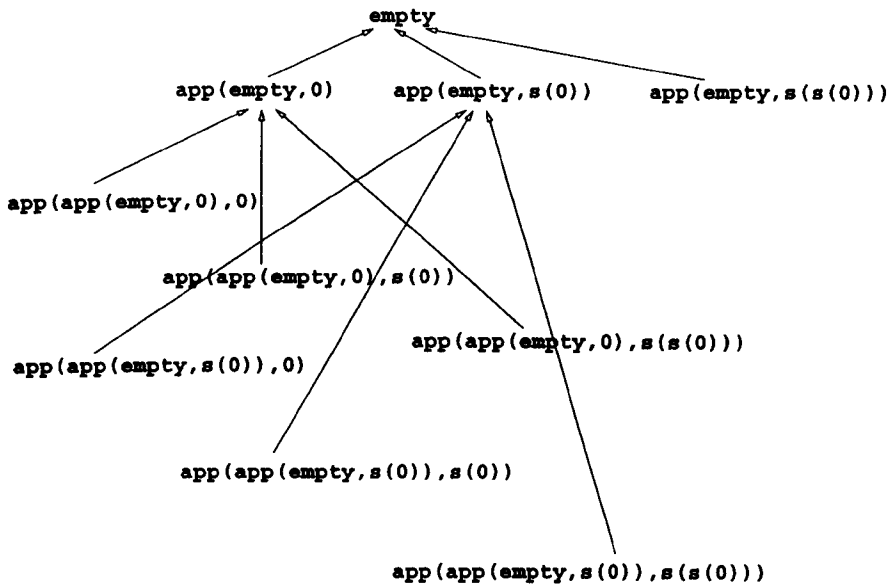 empty
app(empty,0)
app(empty,s(0))
app(empty,s(s(0)))
app(app(empty,0),0)
app(app(empty,0),s(0))
app(app(empty,0),s(s(0)))
app(app(empty,s(0)),0)
app(app(empty,s(0)),s(0))
app(app(empty,s(0)),s(s(0)))